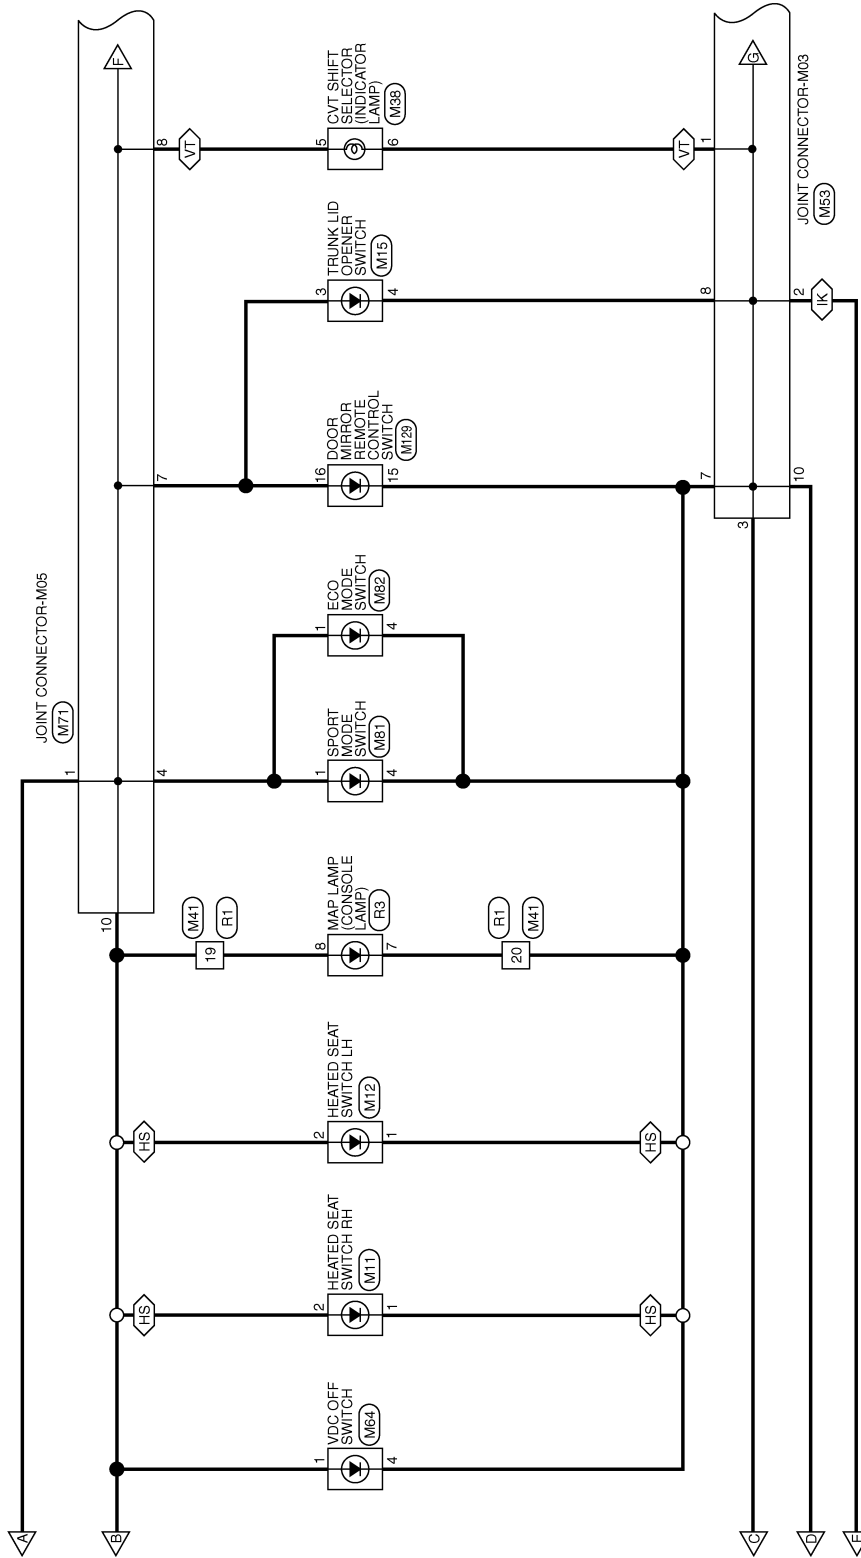 JOINT CONNECTOR-M05
M71
A
1
10
4
7
8
F
B
VT
HS
HS
M41
R1
19
1
VDC OFF
SWITCH
M64
4
2
HEATED SEAT
SWITCH RH
M11
1
2
HEATED SEAT
SWITCH LH
M12
1
8
MAP LAMP
(CONSOLE
LAMP)
R3
7
1
SPORT
MODE
SWITCH
M81
4
1
ECO
MODE
SWITCH
M82
4
16
DOOR
MIRROR
REMOTE
CONTROL
SWITCH
M129
15
3
TRUNK LID
OPENER
SWITCH
M15
4
5
CVT SHIFT
SELECTOR
(INDICATOR
LAMP)
M38
6
R1
M41
20
HS
HS
VT
3
7
8
1
G
C
10
2
IK
D
E
JOINT CONNECTOR-M03
M53